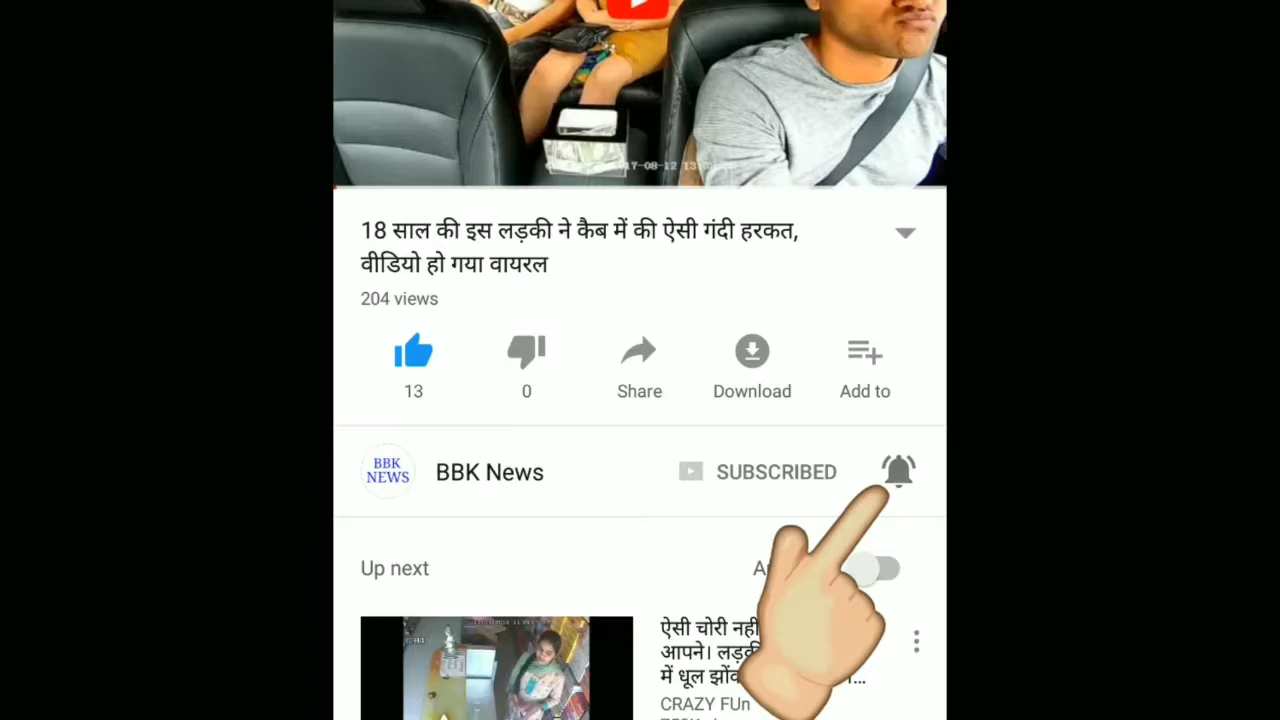 18 साल की इस लड़की ने कैब में की ऐसी गंदी हरकत,
वीडियो हो गया वायरल
204 views
13
0
Share
Download
Add to
BBK
NEWS
BBK News
SUBSCRIBED
Up next
ऐसी चोरी नहीं
आपने। लड़की
में धूल झोंक
CRAZY FUn